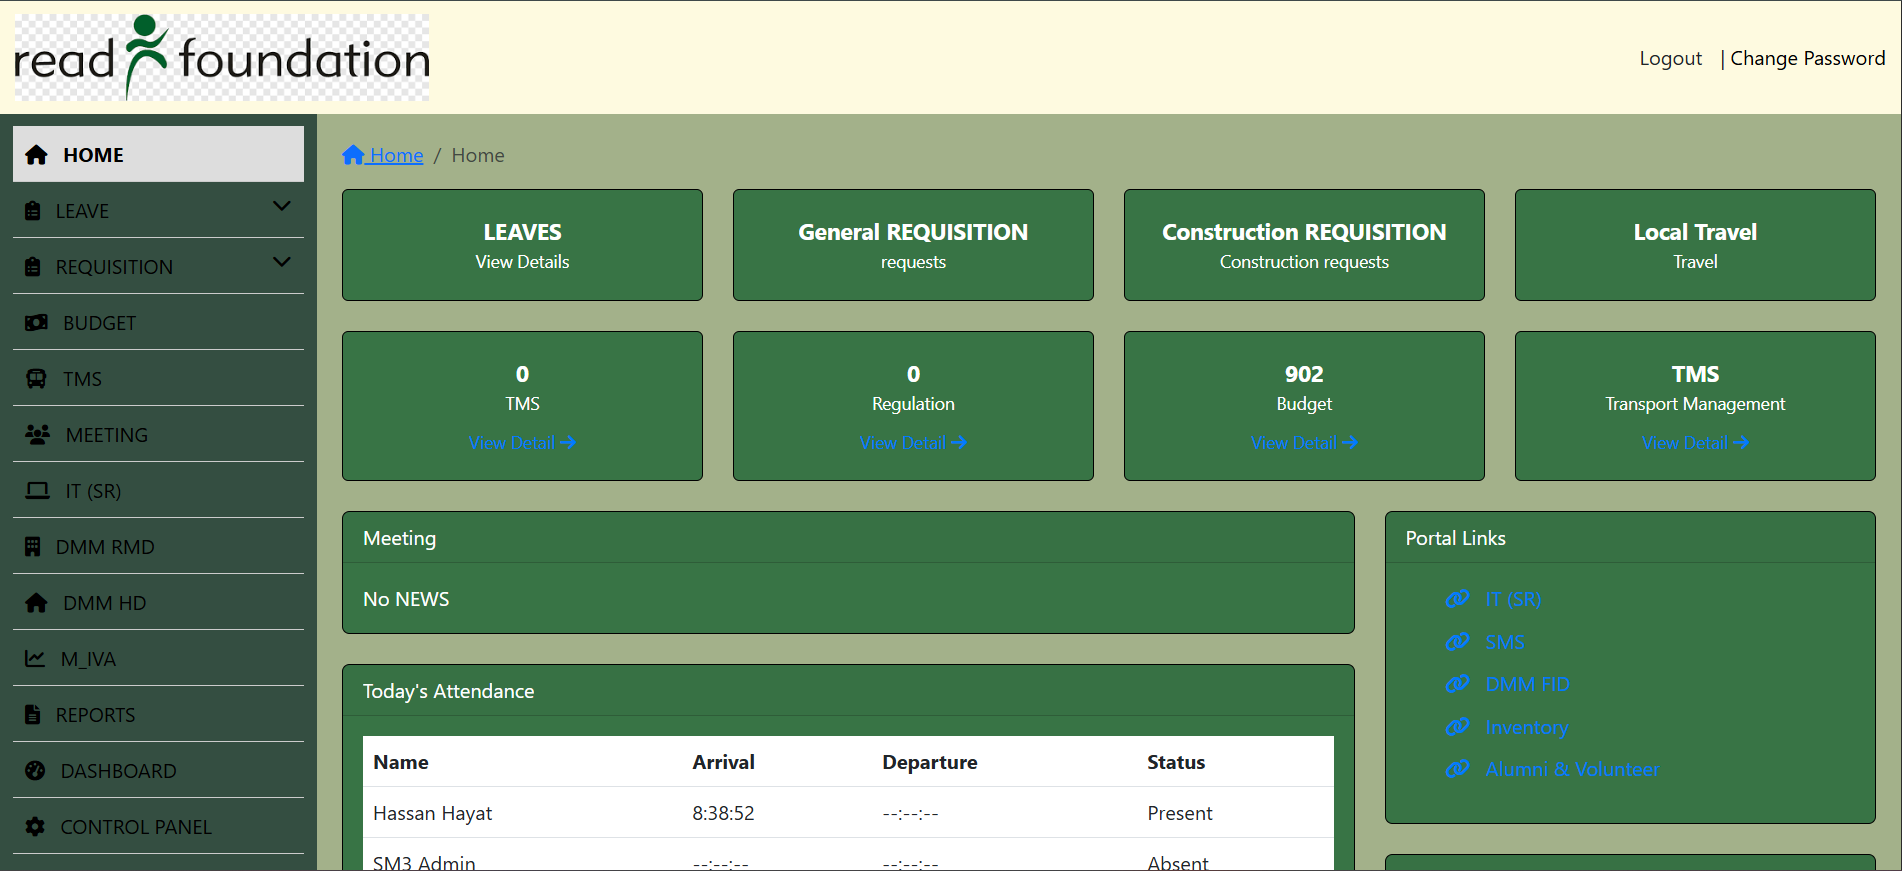 read foundation
Logout | Change Password
HOME
LEAVE
REQUISITION
BUDGET
TMS
MEETING
IT (SR)
DMM RMD
DMM HD
M_IVA
REPORTS
DASHBOARD
CONTROL PANEL
Home / Home
LEAVES
View Details
General REQUISITION
requests
Construction REQUISITION
Construction requests
Local Travel
Travel
0
TMS
View Detail
0
Regulation
View Detail
902
Budget
View Detail
TMS
Transport Management
View Detail
Meeting
No NEWS
Today's Attendance
Name Arrival Departure Status
Hassan Hayat 8:38:52 --:--:-- Present
SM3 Admin --:--:-- --:--:-- Absent
Portal Links
IT (SR)
SMS
DMM FID
Inventory
Alumni & Volunteer